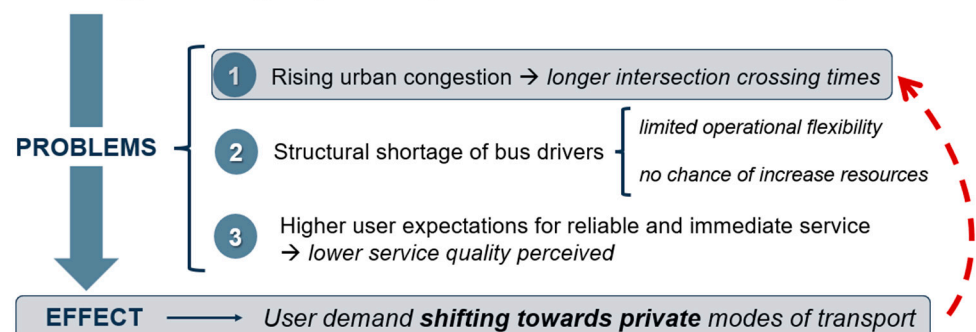 1 Rising urban congestion → longer intersection crossing times
PROBLEMS
2 Structural shortage of bus drivers
limited operational flexibility
no chance of increase resources
3 Higher user expectations for reliable and immediate service
→ lower service quality perceived
EFFECT → User demand shifting towards private modes of transport